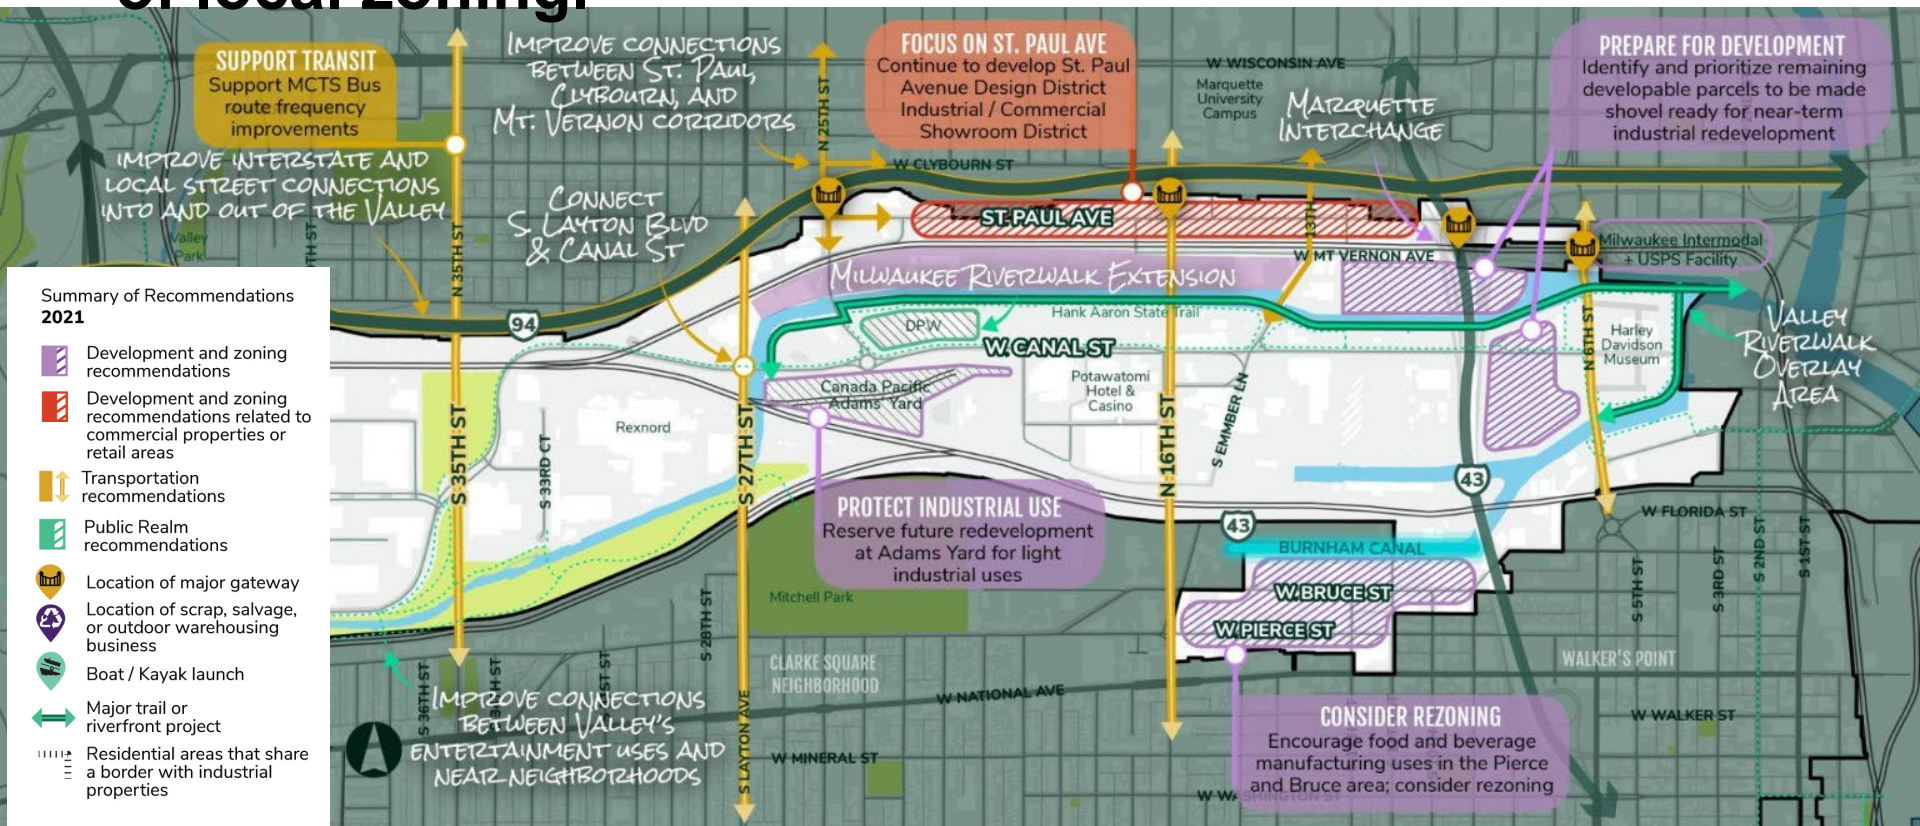 of local zoning.
SUPPORT TRANSIT
Support MCTS Bus
route frequency
improvements
IMPROVE CONNECTIONS
BETWEEN ST. PAUL,
CLYBOURN, AND
MT. VERNON CORRIDORS
N 25TH ST
FOCUS ON ST. PAUL AVE
Continue to develop St. Paul
Avenue Design District
Industrial / Commercial
Showroom District
W WISCONSIN AVE
Marquette
University
Campus
MARQUETTE
INTERCHANGE
PREPARE FOR DEVELOPMENT
Identify and prioritize remaining
developable parcels to be made
shovel ready for near-term
industrial redevelopment
IMPROVE INTERSTATE AND
LOCAL STREET CONNECTIONS
INTO AND OUT OF THE VALLEY
Valley
Park
N 35TH ST
CONNECT
S. LAYTON BLVD
& CANAL ST
W CLYBOURN ST
ST. PAUL AVE
13TH
W MT VERNON AVE
Milwaukee Intermodal
+ USPS Facility
MILWAUKEE RIVERWALK EXTENSION
Hank Aaron State Trail
94
DPW
W. CANAL ST
Canada Pacific
Adams' Yard
Potawatomi
Hotel &
Casino
N 6TH ST
Harley
Davidson
Museum
VALLEY
RIVERWALK
OVERLAY
AREA
Summary of Recommendations
2021
Development and zoning
recommendations
Development and zoning
recommendations related to
commercial properties or
retail areas
Transportation
recommendations
Public Realm
recommendations
Location of major gateway
Location of scrap, salvage,
or outdoor warehousing
business
Boat / Kayak launch
Major trail or
riverfront project
Residential areas that share
a border with industrial
properties
S 35TH ST
S 33RD CT
Rexnord
S 27TH ST
N 16TH ST
S EMMBER LN
43
PROTECT INDUSTRIAL USE
Reserve future redevelopment
at Adams Yard for light
industrial uses
43
BURNHAM CANAL
W FLORIDA ST
W. BRUCE ST
W. PIERCE ST
Mitchell Park
S 28TH ST
S 5TH ST
S 3RD ST
S 2ND ST
S 1ST ST
CLARKE SQUARE
NEIGHBORHOOD
WALKER'S POINT
W NATIONAL AVE
S 36TH ST
IMPROVE CONNECTIONS
BETWEEN VALLEY'S
ENTERTAINMENT USES AND
NEAR NEIGHBORHOODS
S LAYTON AVE
W MINERAL ST
W WALKER ST
CONSIDER REZONING
Encourage food and beverage
manufacturing uses in the Pierce
and Bruce area; consider rezoning